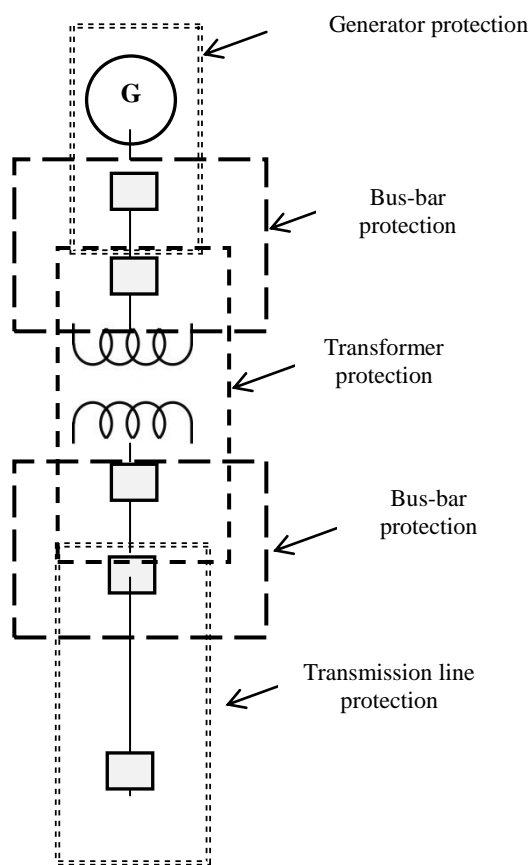 Generator protection
G
Bus-bar
protection
Transformer
protection
Bus-bar
protection
Transmission line
protection